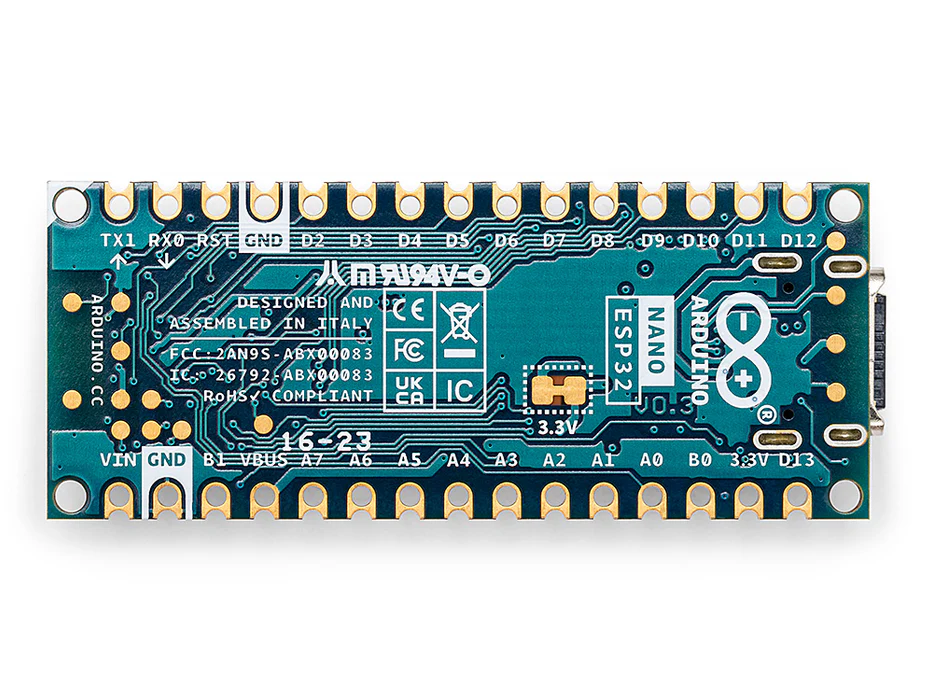 TX1 RX0 RST GND D2 D3 D4 D5 D6 D7 D8 D9 D10 D11 D12
94V-0
DESIGNED AND
ASSEMBLED IN ITALY
FCC:2AN9S-ABX00083
IC: 26792-ABX00083
RoHS✓ COMPLIANT
CE
FC
UK
CA
IC
ARDUINO.CC
16-23
3.3V
NANO
ESP32
ARDUINO
®
VIN GND B1 VBUS A7 A6 A5 A4 A3 A2 A1 A0 B0 3.3V D13